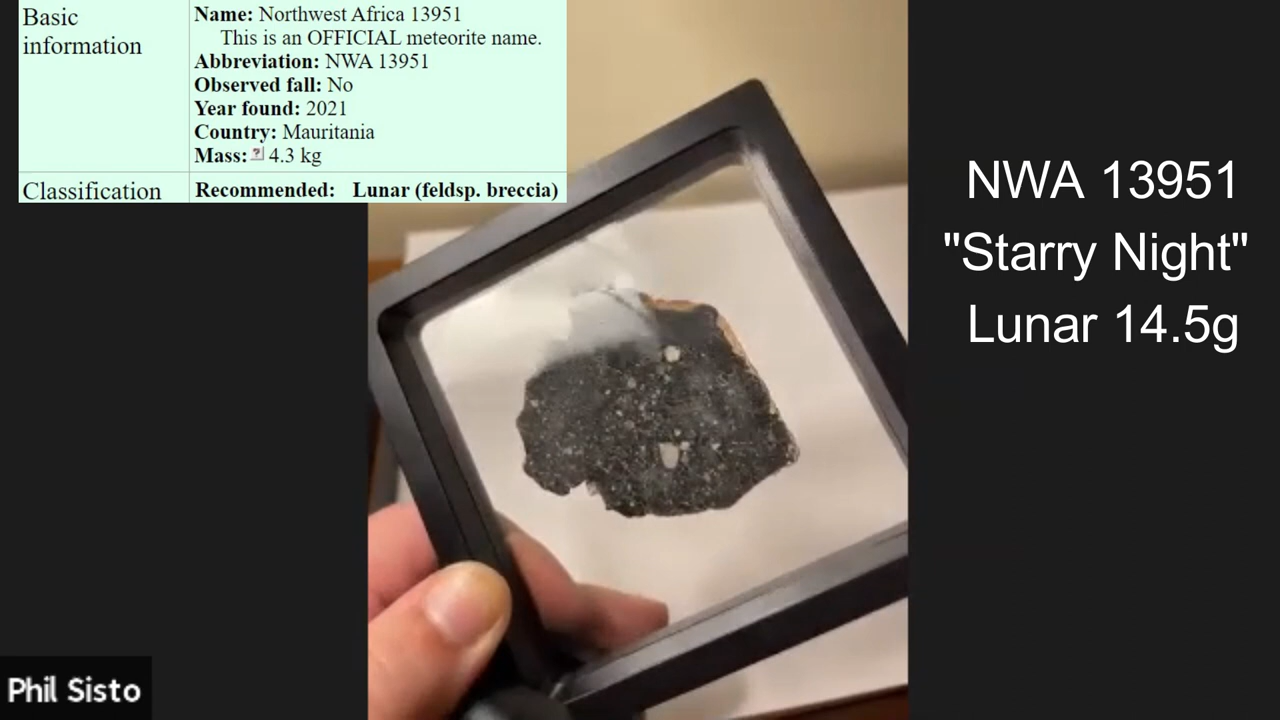 Basic information
Name: Northwest Africa 13951
This is an OFFICIAL meteorite name.
Abbreviation: NWA 13951
Observed fall: No
Year found: 2021
Country: Mauritania
Mass:? 4.3 kg
Classification
Recommended: Lunar (feldsp. breccia)
NWA 13951
"Starry Night"
Lunar 14.5g
Phil Sisto